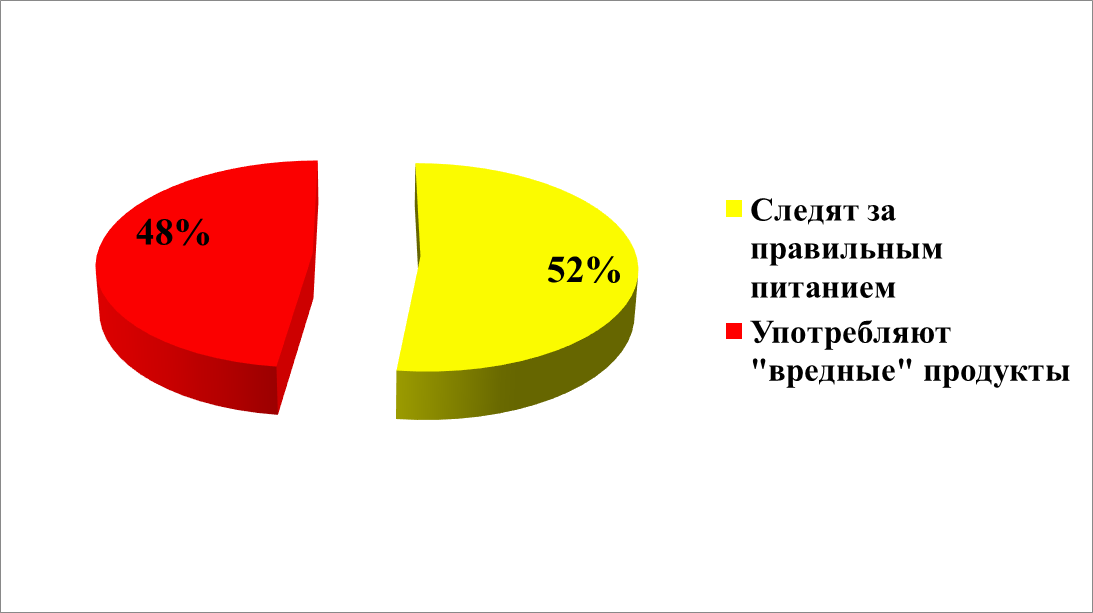 48%
52%
Следят за
правильным
питанием
Употребляют
"вредные" продукты